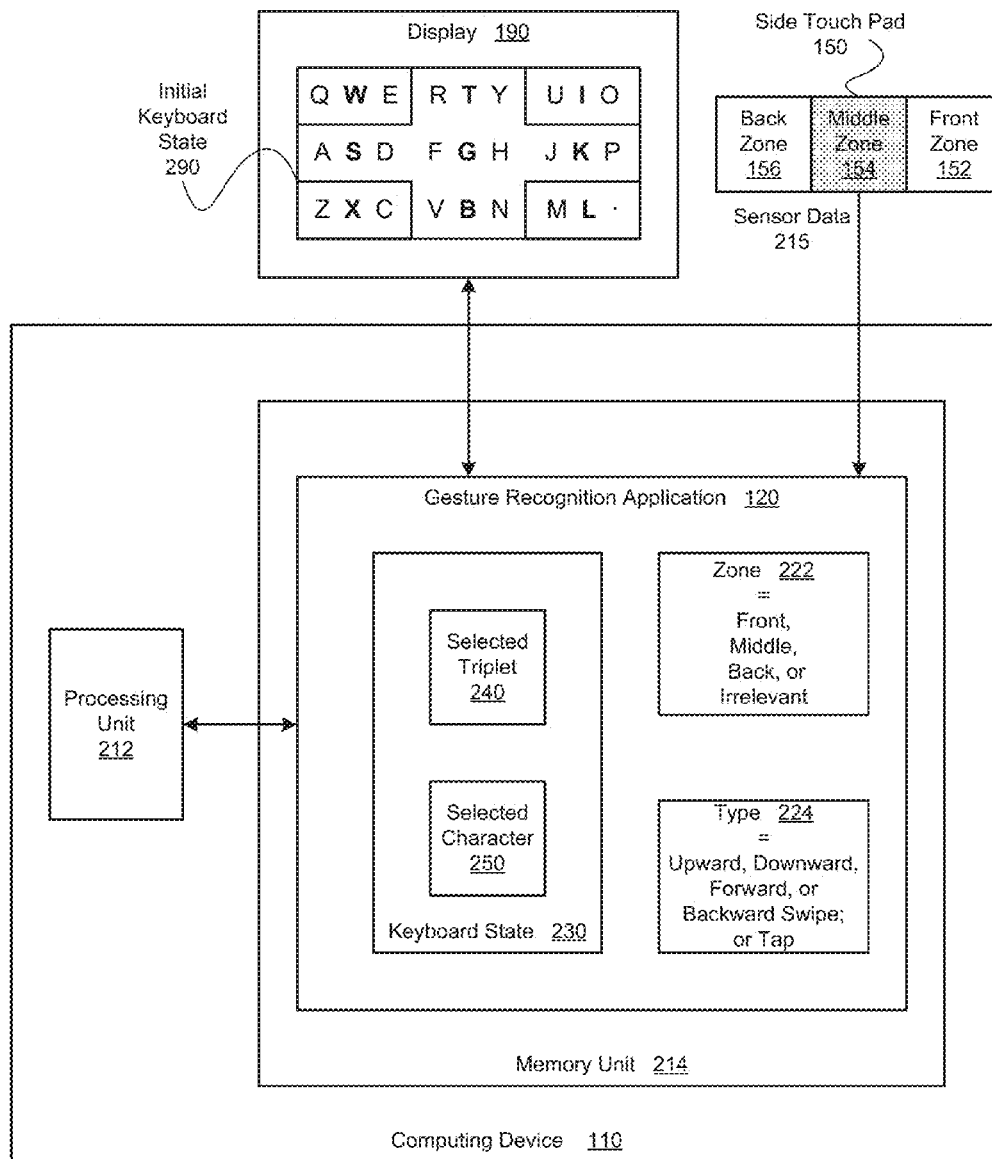 Display 190
Side Touch Pad
150
Initial
Keyboard
State
290
Q W E R T Y U I O
A S D F G H J K P
Z X C V B N M L ·
Back
Zone
156
Middle
Zone
154
Front
Zone
152
Sensor Data
215
Gesture Recognition Application 120
Processing
Unit
212
Selected
Triplet
240
Selected
Character
250
Keyboard State 230
Zone 222
=
Front,
Middle,
Back, or
Irrelevant
Type 224
=
Upward, Downward,
Forward, or
Backward Swipe;
or Tap
Memory Unit 214
Computing Device 110